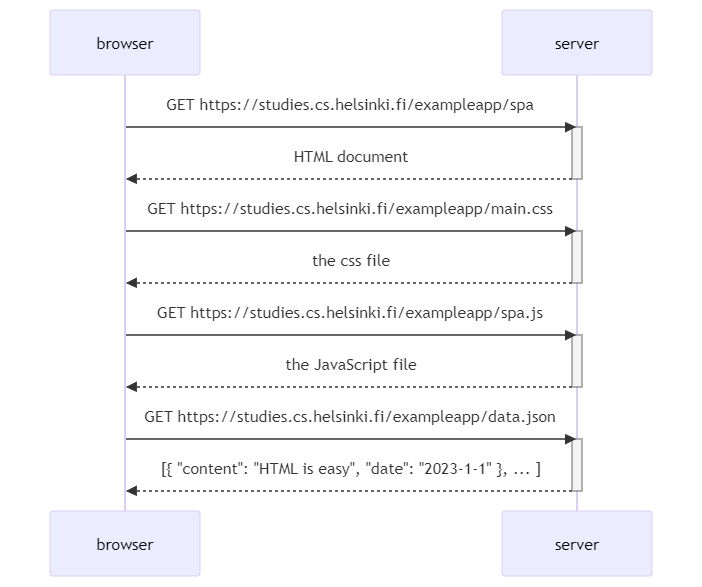 browser
server
GET https://studies.cs.helsinki.fi/exampleapp/spa
HTML document
GET https://studies.cs.helsinki.fi/exampleapp/main.css
the css file
GET https://studies.cs.helsinki.fi/exampleapp/spa.js
the JavaScript file
GET https://studies.cs.helsinki.fi/exampleapp/data.json
[{ "content": "HTML is easy", "date": "2023-1-1" }, ... ]
browser
server